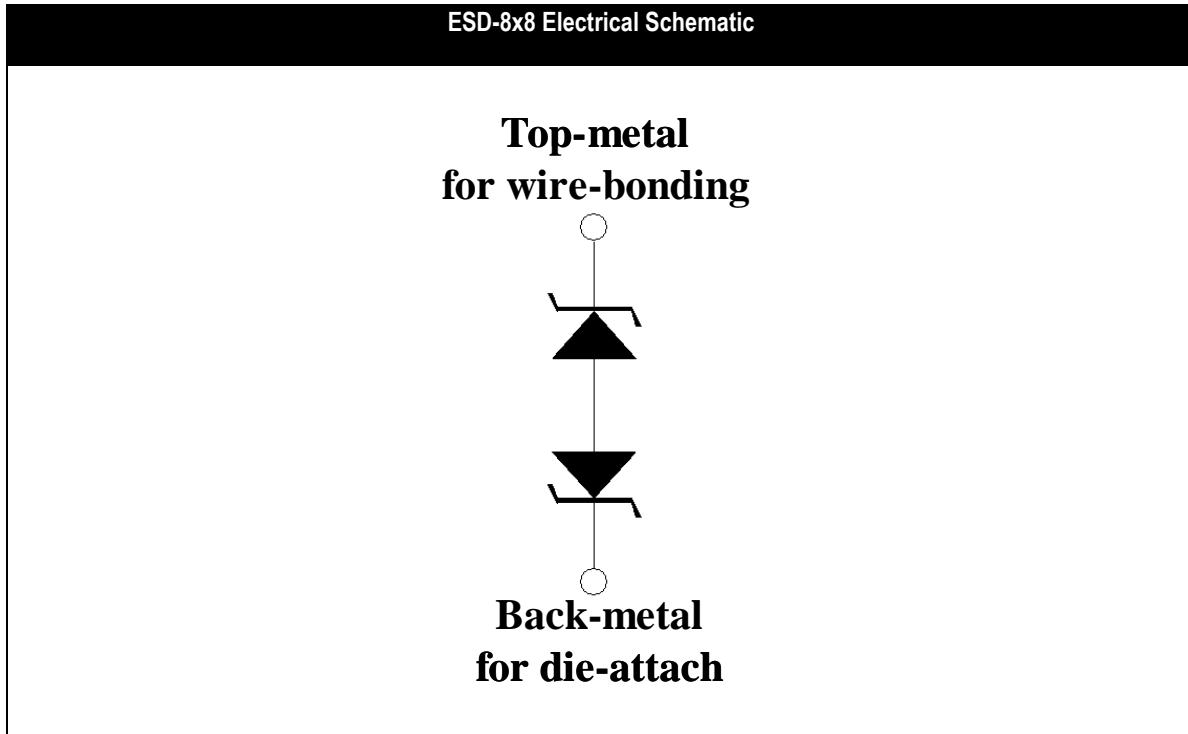 ESD-8x8 Electrical Schematic
Top-metal
for wire-bonding
Back-metal
for die-attach